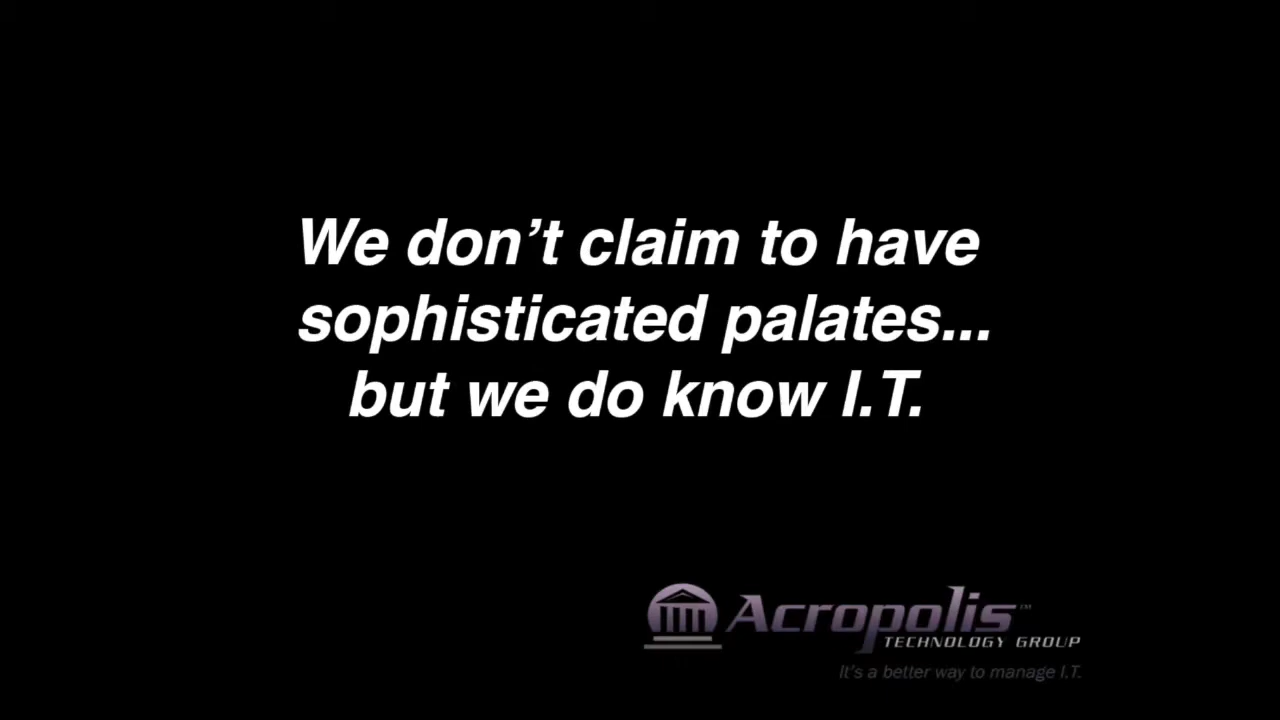 We don’t claim to have
sophisticated palates...
but we do know I.T.
Acropolis™
TECHNOLOGY GROUP
It's a better way to manage I.T.